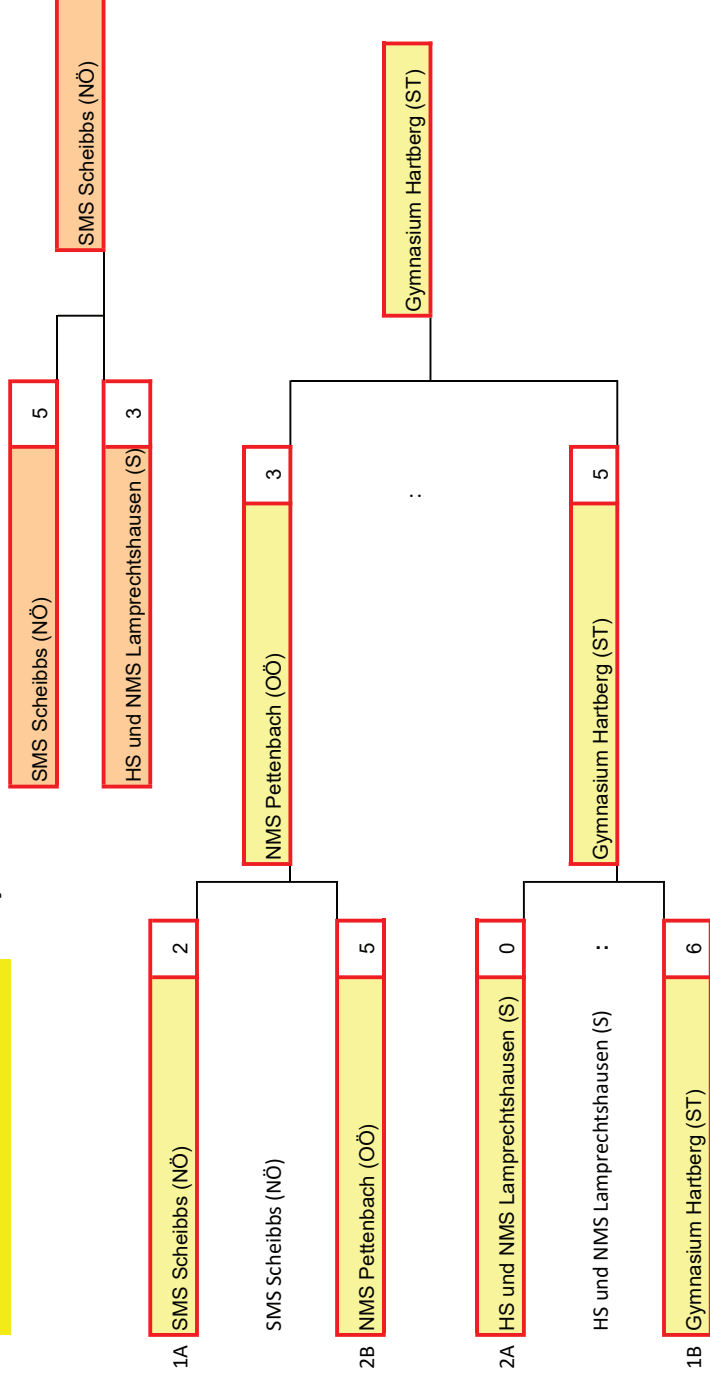 SMS Scheibbs (NÖ) 5
SMS Scheibbs (NÖ)
HS und NMS Lamprechtshausen (S) 3
1A SMS Scheibbs (NÖ) 2
SMS Scheibbs (NÖ) NMS Pettenbach (OÖ) 3
2B NMS Pettenbach (OÖ) 5
: Gymnasium Hartberg (ST)
2A HS und NMS Lamprechtshausen (S) 0
HS und NMS Lamprechtshausen (S) : Gymnasium Hartberg (ST) 5
1B Gymnasium Hartberg (ST) 6